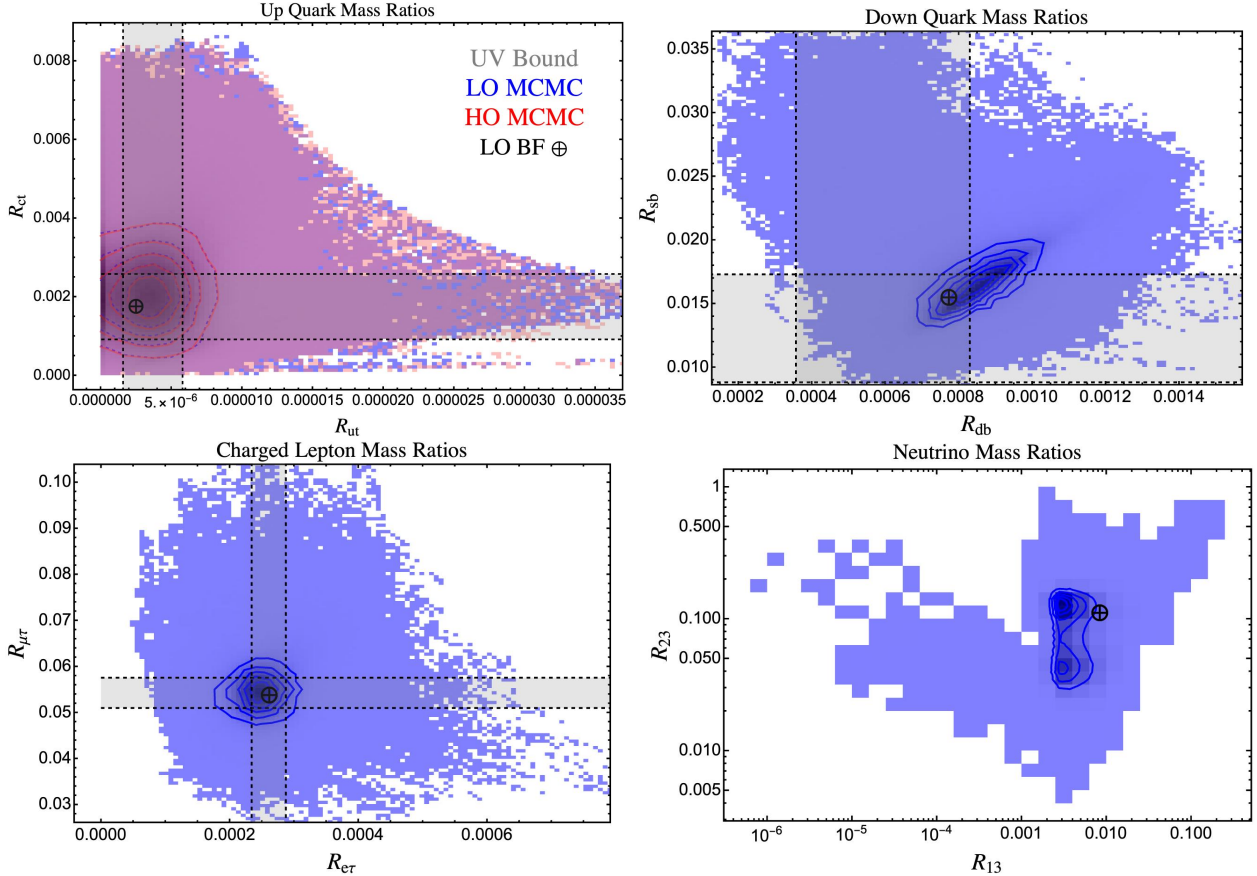 Up Quark Mass Ratios
0.008
0.006
0.004
0.002
0.000
R_ct
UV Bound
LO MCMC
HO MCMC
LO BF ⊕
0.000000 5.×10⁻⁶ 0.000010 0.000015 0.000020 0.000025 0.000030 0.000035
R_ut
Down Quark Mass Ratios
0.035
0.030
0.025
0.020
0.015
0.010
R_sb
0.0002 0.0004 0.0006 0.0008 0.0010 0.0012 0.0014
R_db
Charged Lepton Mass Ratios
0.10
0.09
0.08
0.07
0.06
0.05
0.04
0.03
R_μτ
0.0000 0.0002 0.0004 0.0006
R_eτ
Neutrino Mass Ratios
1
0.500
0.100
0.050
0.010
0.005
R_23
10⁻⁶ 10⁻⁵ 10⁻⁴ 0.001 0.010 0.100
R_13